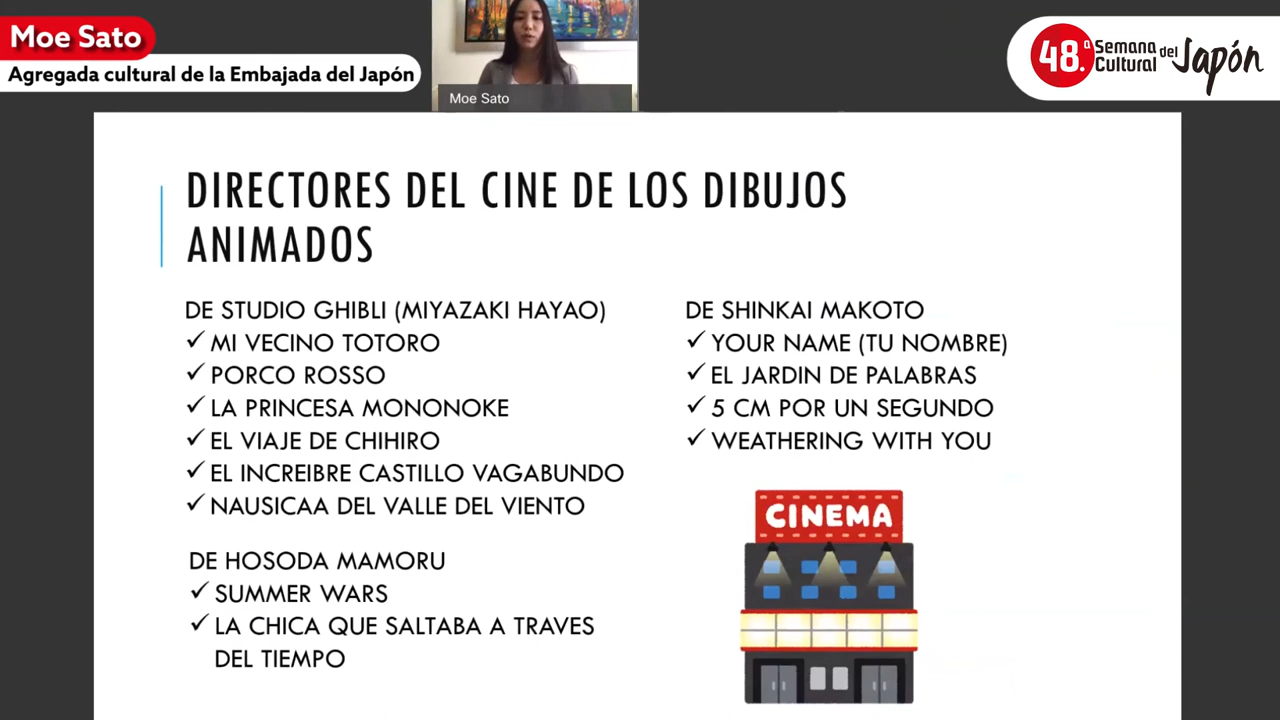 Moe Sato
Agregada cultural de la Embajada del Japón
Moe Sato
48.ª Semana Cultural del Japón
DIRECTORES DEL CINE DE LOS DIBUJOS
ANIMADOS
DE STUDIO GHIBLI (MIYAZAKI HAYAO)
✓ MI VECINO TOTORO
✓ PORCO ROSSO
✓ LA PRINCESA MONONOKE
✓ EL VIAJE DE CHIHIRO
✓ EL INCREIBRE CASTILLO VAGABUNDO
✓ NAUSICAA DEL VALLE DEL VIENTO
DE HOSODA MAMORU
✓ SUMMER WARS
✓ LA CHICA QUE SALTABA A TRAVES
DEL TIEMPO
DE SHINKAI MAKOTO
✓ YOUR NAME (TU NOMBRE)
✓ EL JARDIN DE PALABRAS
✓ 5 CM POR UN SEGUNDO
✓ WEATHERING WITH YOU
CINEMA